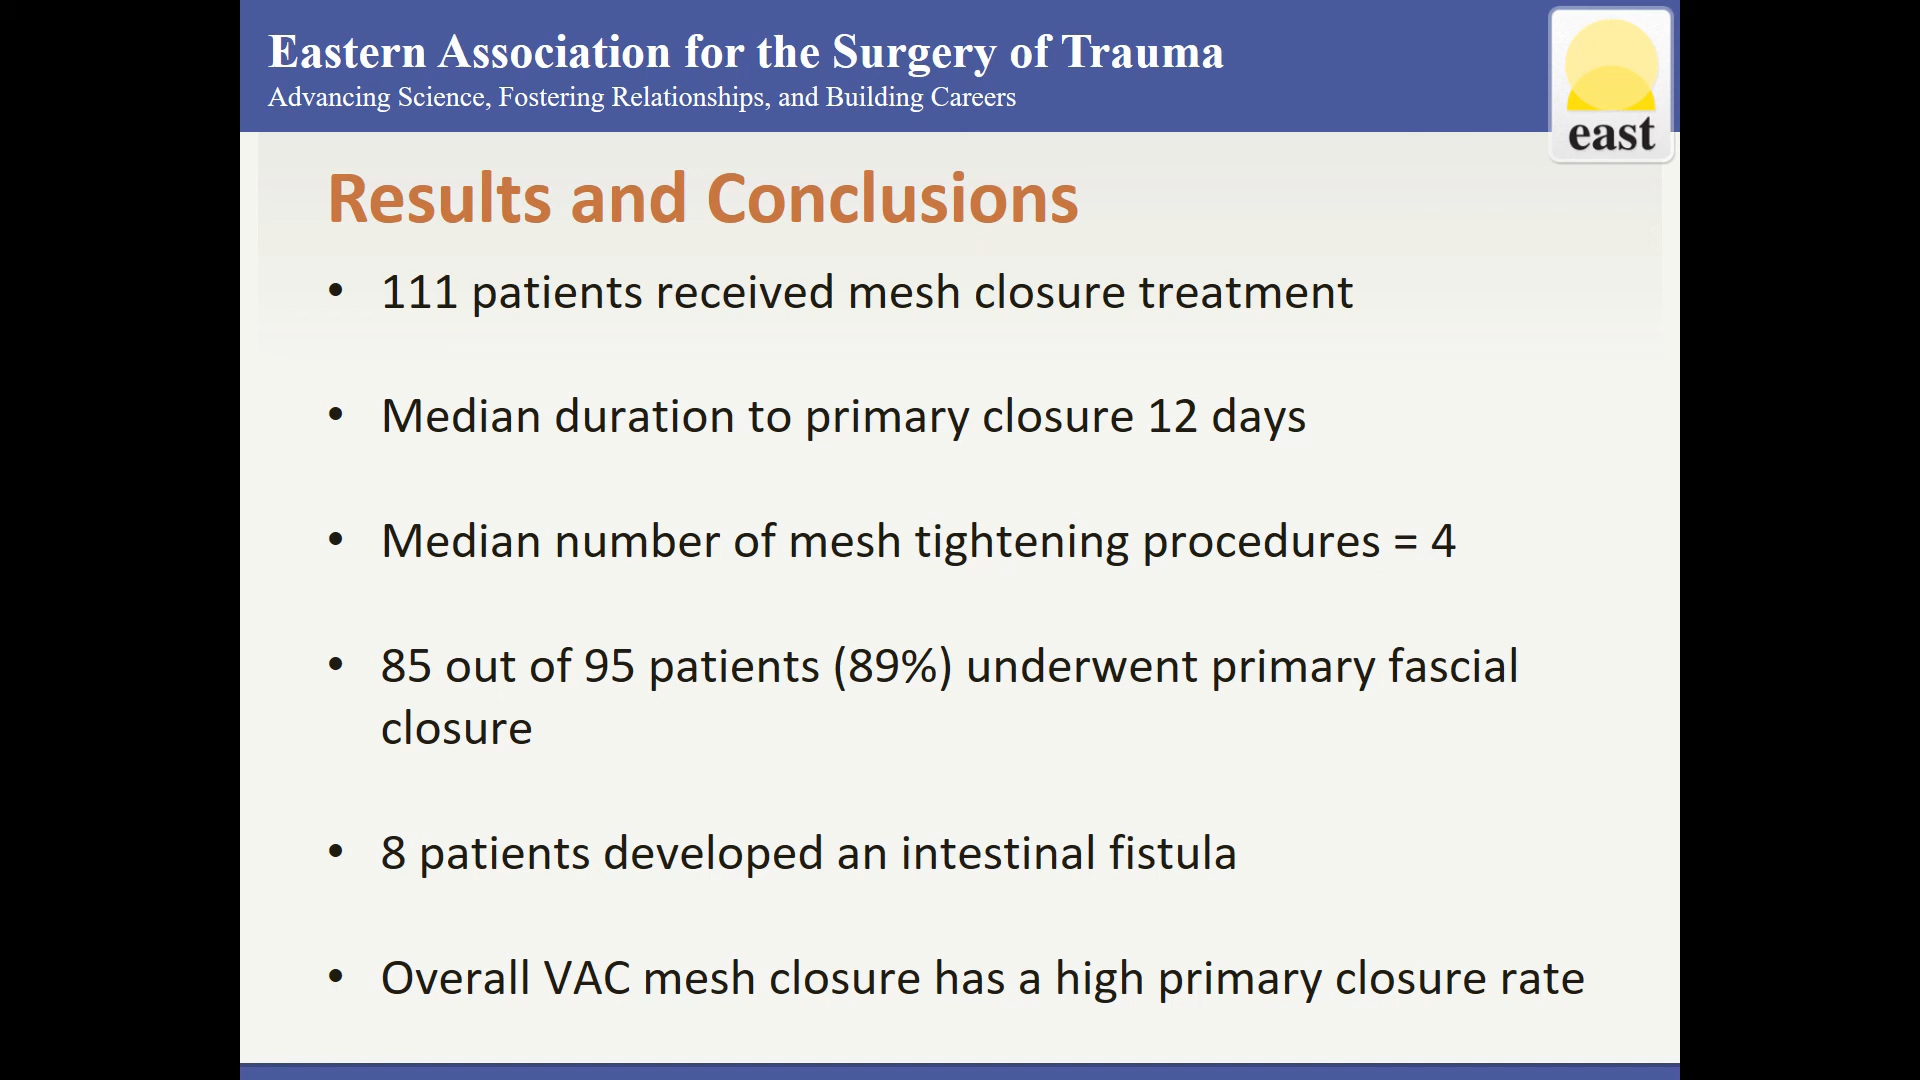 Eastern Association for the Surgery of Trauma
Advancing Science, Fostering Relationships, and Building Careers
east
Results and Conclusions
• 111 patients received mesh closure treatment
• Median duration to primary closure 12 days
• Median number of mesh tightening procedures = 4
• 85 out of 95 patients (89%) underwent primary fascial
closure
• 8 patients developed an intestinal fistula
• Overall VAC mesh closure has a high primary closure rate